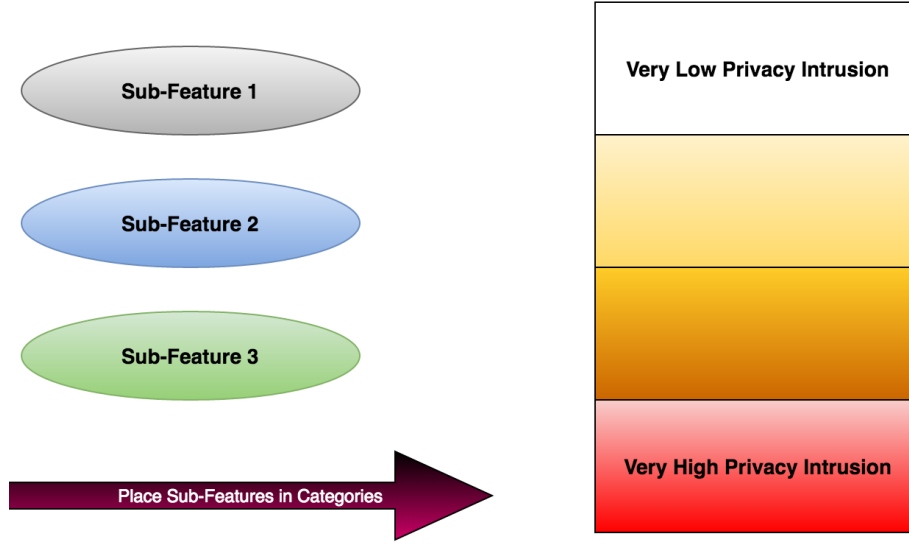 Sub-Feature 1
Very Low Privacy Intrusion
Sub-Feature 2
Sub-Feature 3
Very High Privacy Intrusion
Place Sub-Features in Categories